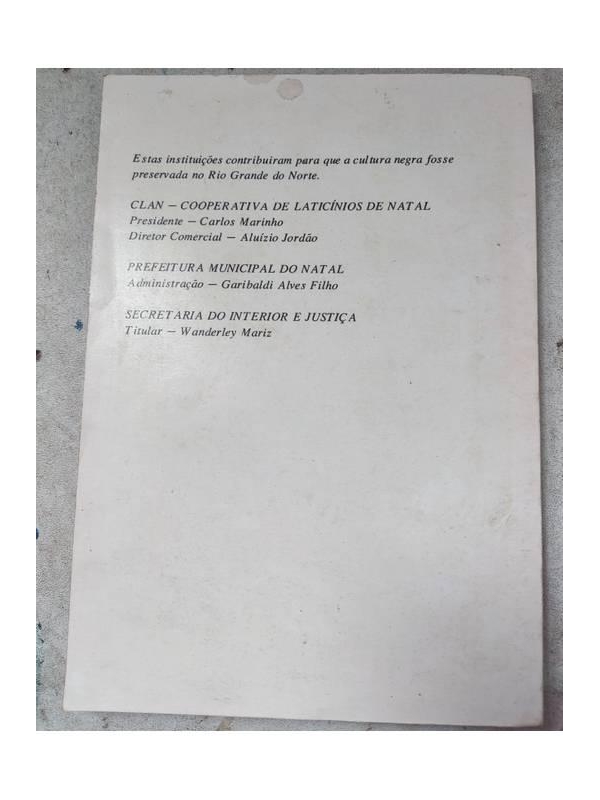 Estas instituições contribuiram para que a cultura negra fosse
preservada no Rio Grande do Norte.
CLAN – COOPERATIVA DE LATICÍNIOS DE NATAL
Presidente – Carlos Marinho
Diretor Comercial – Aluízio Jordão
PREFEITURA MUNICIPAL DO NATAL
Administração – Garibaldi Alves Filho
SECRETARIA DO INTERIOR E JUSTIÇA
Titular – Wanderley Mariz